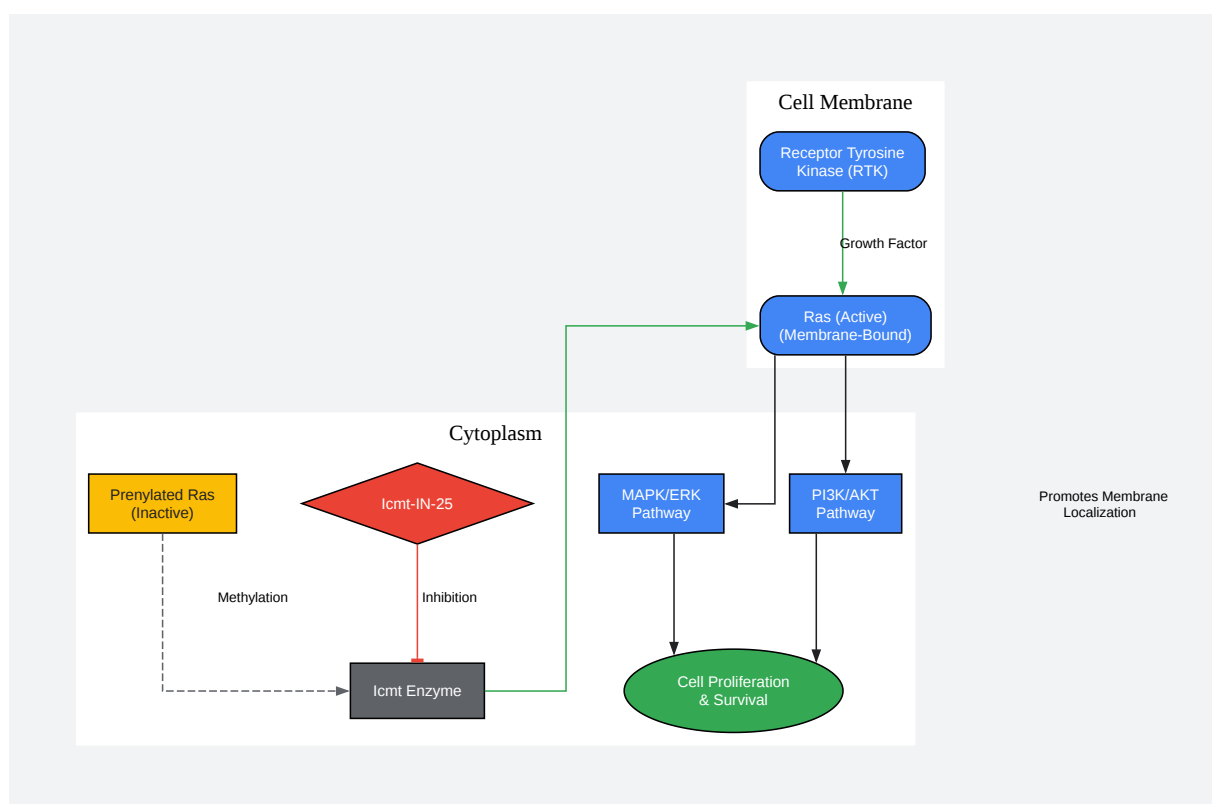 Cell Membrane
Receptor Tyrosine
Kinase (RTK)
Growth Factor
Ras (Active)
(Membrane-Bound)
Cytoplasm
Prenylated Ras
(Inactive)
Icmt-IN-25
MAPK/ERK
Pathway
PI3K/AKT
Pathway
Promotes Membrane
Localization
Methylation
Inhibition
Icmt Enzyme
Cell Proliferation
& Survival